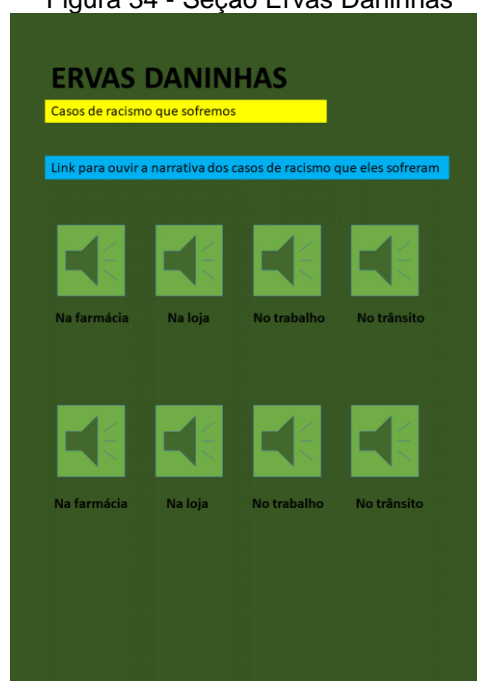 Figura 34 - Seção Ervas Daninhas
ERVAS DANINHAS
Casos de racismo que sofremos
Link para ouvir a narrativa dos casos de racismo que eles sofreram
Na farmácia Na loja No trabalho No trânsito
Na farmácia Na loja No trabalho No trânsito